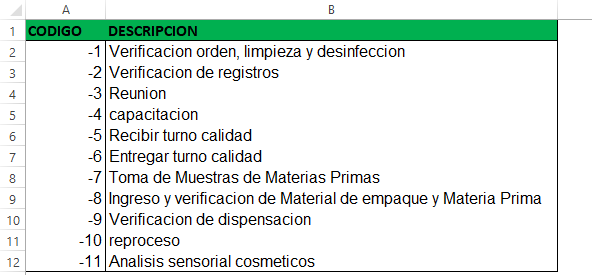 A B
1 CODIGO DESCRIPCION
2 -1 Verificacion orden, limpieza y desinfeccion
3 -2 Verificacion de registros
4 -3 Reunion
5 -4 capacitacion
6 -5 Recibir turno calidad
7 -6 Entregar turno calidad
8 -7 Toma de Muestras de Materias Primas
9 -8 Ingreso y verificacion de Material de empaque y Materia Prima
10 -9 Verificacion de dispensacion
11 -10 reproceso
12 -11 Analisis sensorial cosmeticos